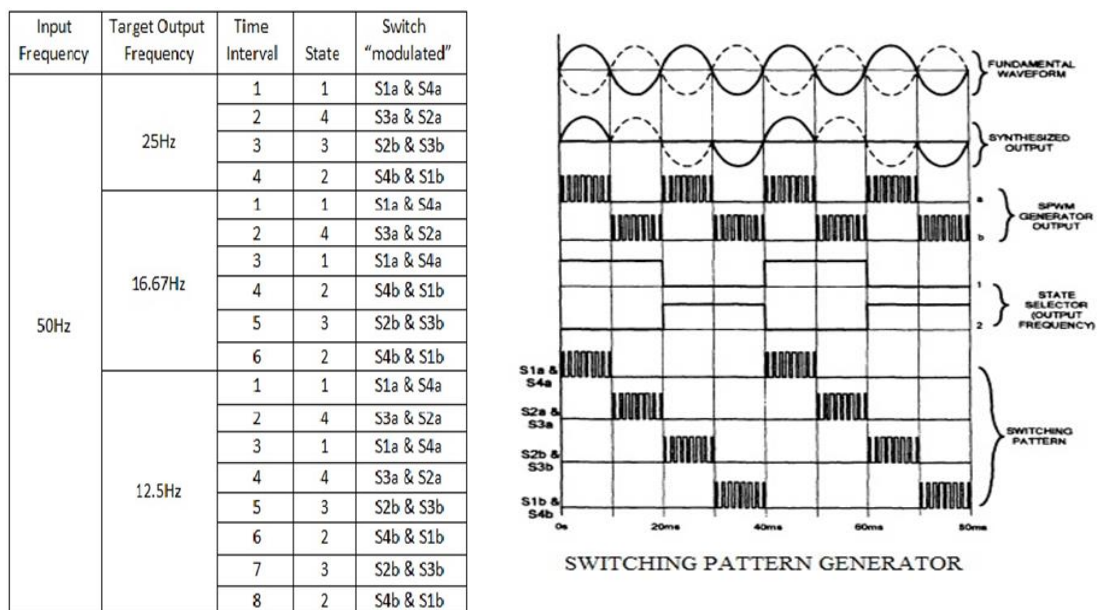 Input Frequency | Target Output Frequency | Time Interval | State | Switch “modulated”
50Hz | 25Hz | 1 | 1 | S1a & S4a
2 | 4 | S3a & S2a
3 | 3 | S2b & S3b
4 | 2 | S4b & S1b
16.67Hz | 1 | 1 | S1a & S4a
2 | 4 | S3a & S2a
3 | 1 | S1a & S4a
4 | 2 | S4b & S1b
5 | 3 | S2b & S3b
6 | 2 | S4b & S1b
12.5Hz | 1 | 1 | S1a & S4a
2 | 4 | S3a & S2a
3 | 1 | S1a & S4a
4 | 4 | S3a & S2a
5 | 3 | S2b & S3b
6 | 2 | S4b & S1b
7 | 3 | S2b & S3b
8 | 2 | S4b & S1b
FUNDAMENTAL
WAVEFORM
SYNTHESIZED
OUTPUT
a
SPWM
GENERATOR
OUTPUT
b
1
STATE
SELECTOR
(OUTPUT
FREQUENCY)
2
S1a &
S4a
S2a &
S3a
SWITCHING
PATTERN
S2b &
S3b
S1b &
S4b
0s 20ms 40ms 60ms 80ms
SWITCHING PATTERN GENERATOR